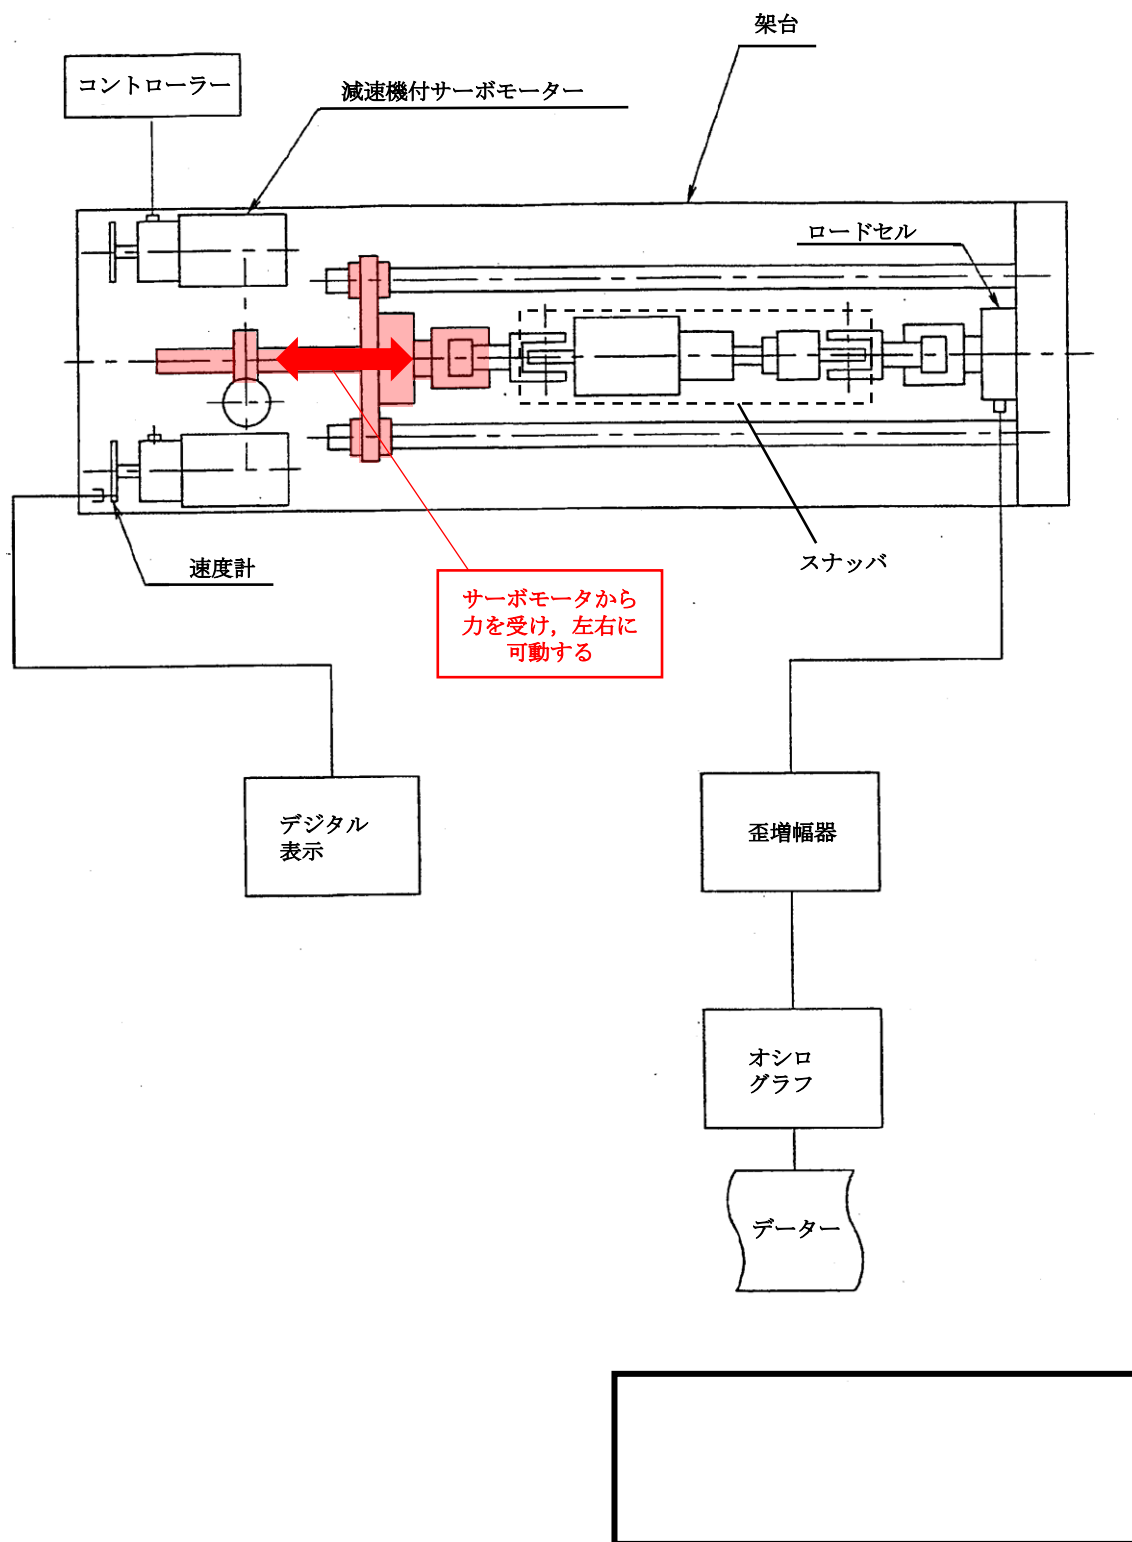 架台
コントローラー
減速機付サーボモーター
ロードセル
スナッバ
速度計
サーボモータから
力を受け，左右に
可動する
デジタル
表示
歪増幅器
オシロ
グラフ
データー